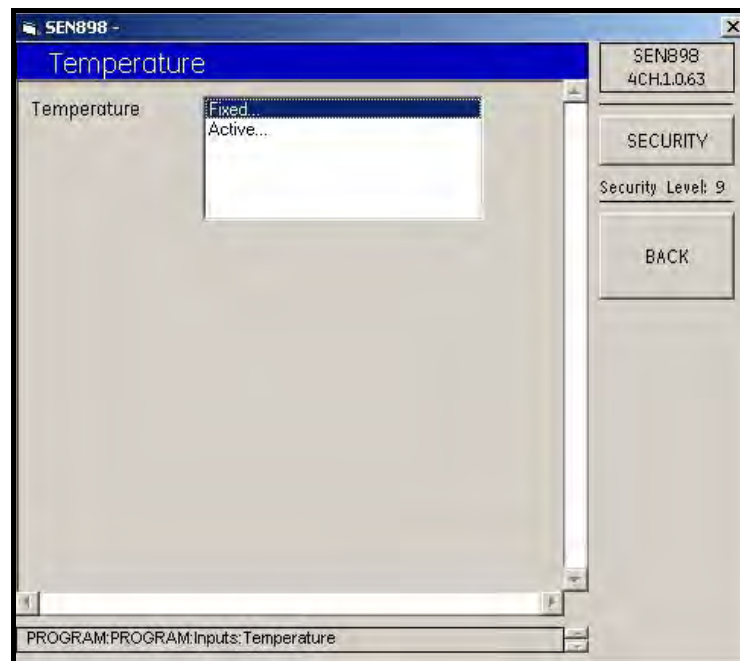 SEN898 -
Temperature
Temperature
Fixed...
Active...
SEN898
4CH.1.0.63
SECURITY
Security Level: 9
BACK
PROGRAM:PROGRAM:Inputs:Temperature